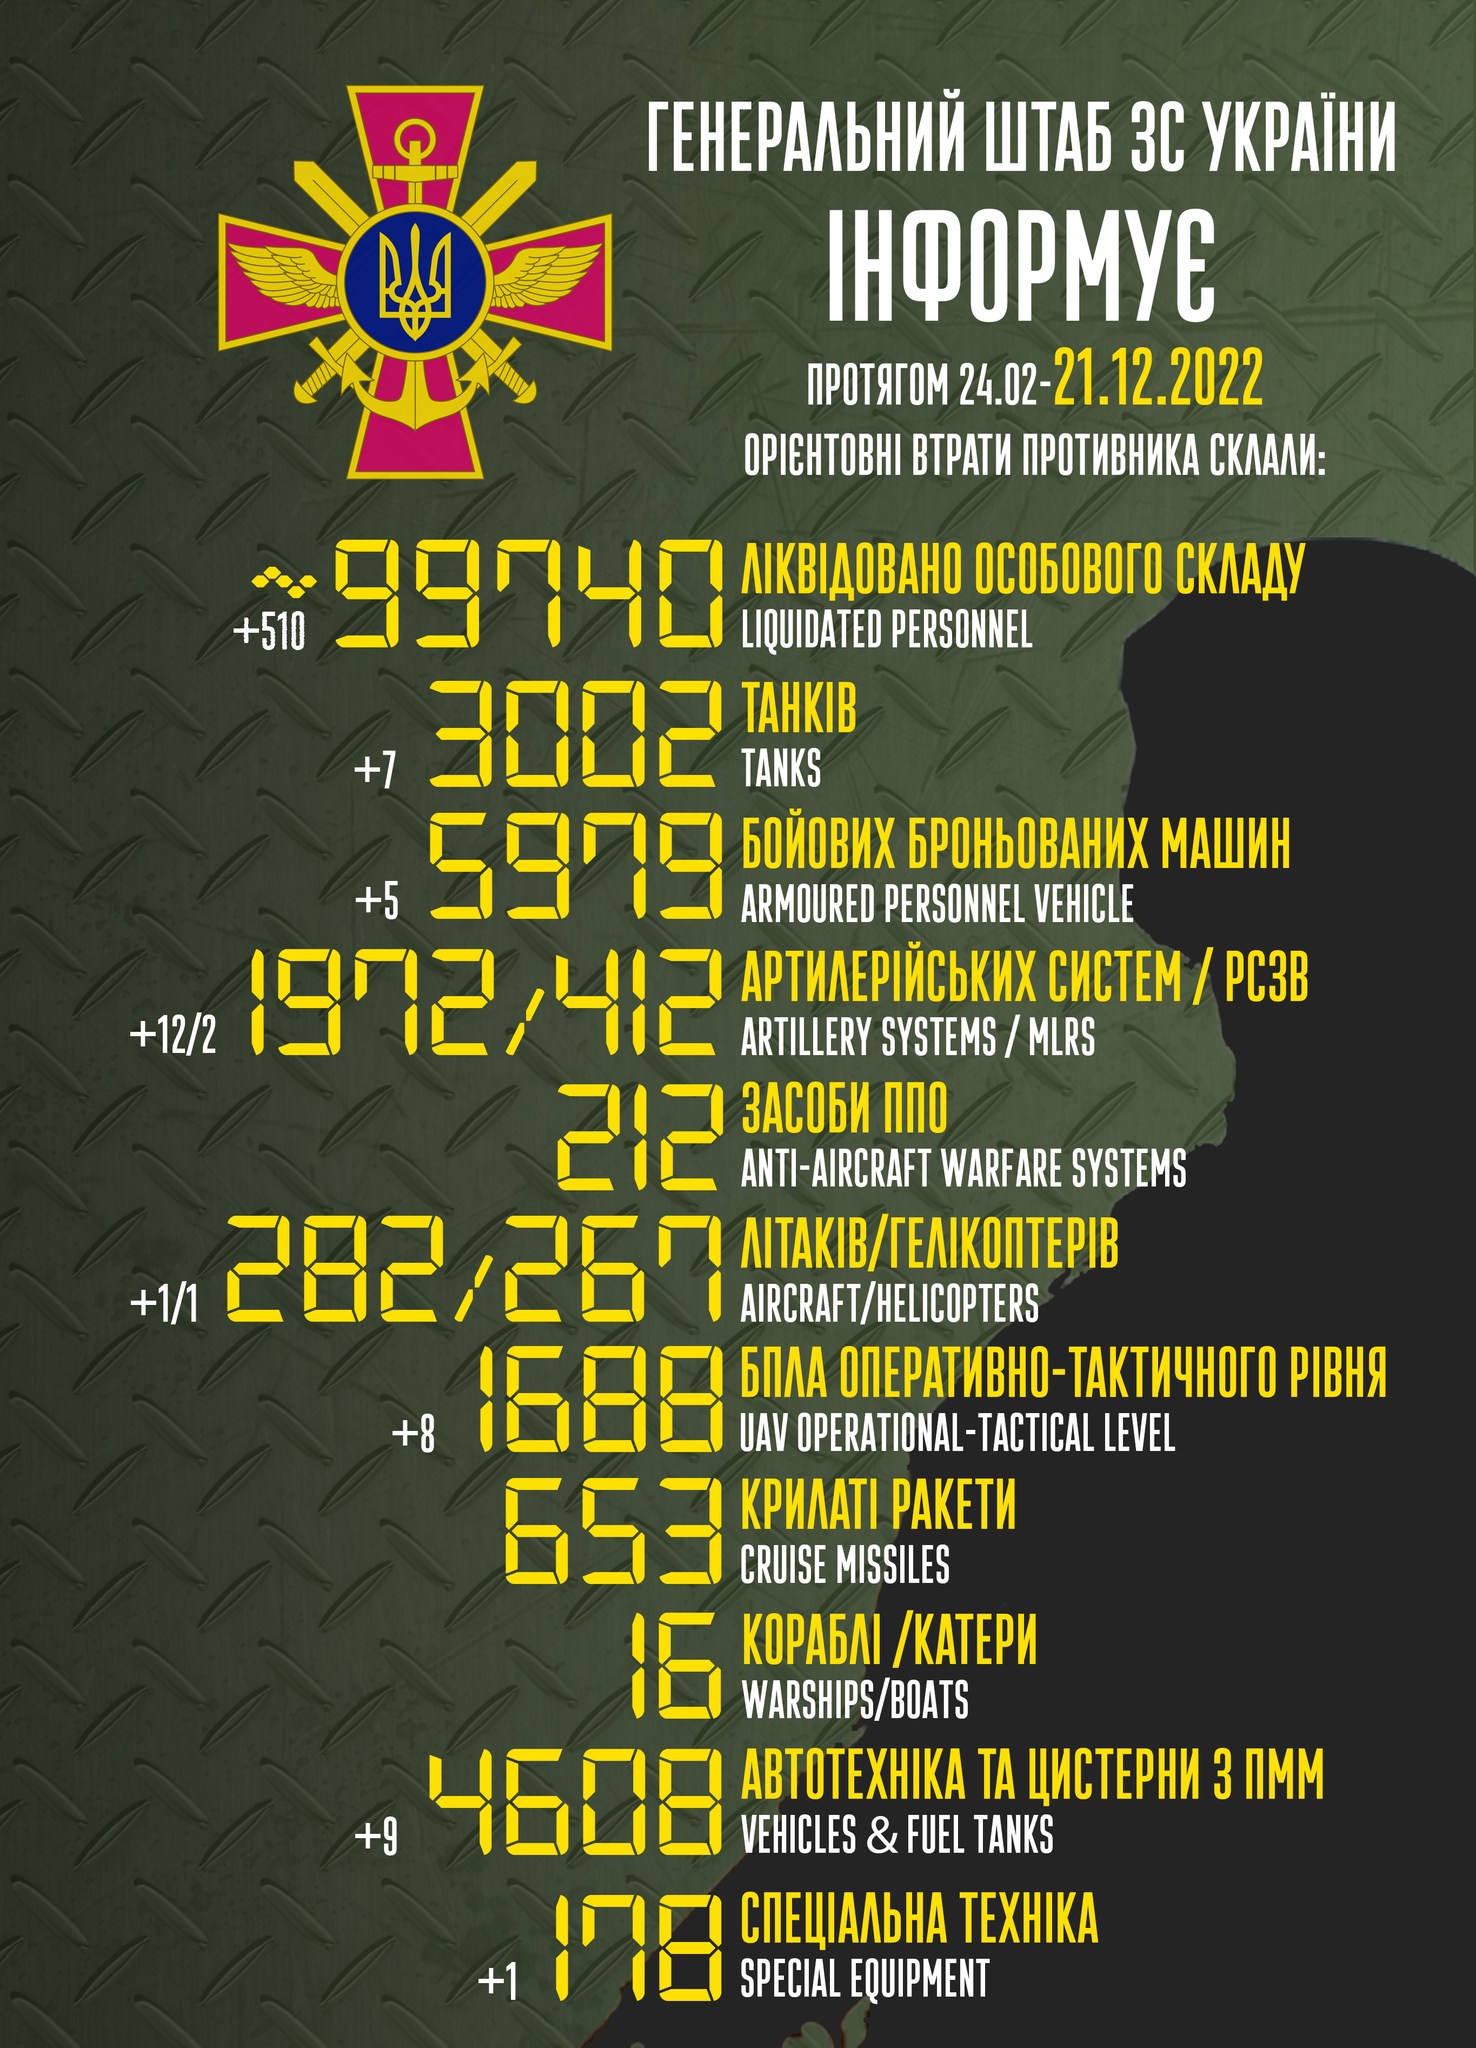 ГЕНЕРАЛЬНИЙ ШТАБ ЗС УКРАЇНИ
ІНФОРМУЄ
ПРОТЯГОМ 24.02-21.12.2022
ОРІЄНТОВНІ ВТРАТИ ПРОТИВНИКА СКЛАЛИ:
~99740 ЛІКВІДОВАНО ОСОБОВОГО СКЛАДУ
+510 LIQUIDATED PERSONNEL
3002 ТАНКІВ
+7 TANKS
5979 БОЙОВИХ БРОНЬОВАНИХ МАШИН
+5 ARMOURED PERSONNEL VEHICLE
1972/412 АРТИЛЕРІЙСЬКИХ СИСТЕМ / РСЗВ
+12/2 ARTILLERY SYSTEMS / MLRS
212 ЗАСОБИ ППО
ANTI-AIRCRAFT WARFARE SYSTEMS
282/267 ЛІТАКІВ/ГЕЛІКОПТЕРІВ
+1/1 AIRCRAFT/HELICOPTERS
1688 БПЛА ОПЕРАТИВНО-ТАКТИЧНОГО РІВНЯ
+8 UAV OPERATIONAL-TACTICAL LEVEL
653 КРИЛАТІ РАКЕТИ
CRUISE MISSILES
16 КОРАБЛІ /КАТЕРИ
WARSHIPS/BOATS
4608 АВТОТЕХНІКА ТА ЦИСТЕРНИ З ПММ
+9 VEHICLES & FUEL TANKS
178 СПЕЦІАЛЬНА ТЕХНІКА
+1 SPECIAL EQUIPMENT